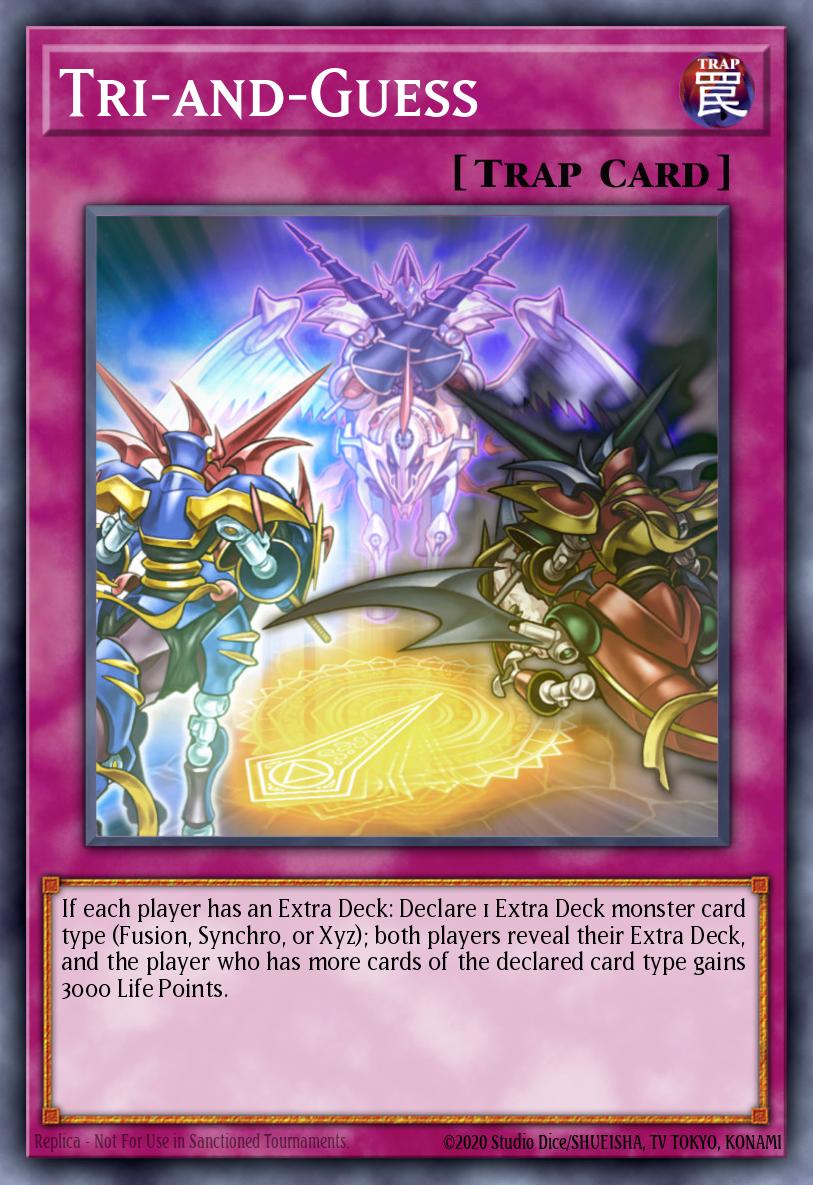 Tri-and-Guess
TRAP
罠
[Trap Card]
If each player has an Extra Deck: Declare 1 Extra Deck monster card
type (Fusion, Synchro, or Xyz); both players reveal their Extra Deck,
and the player who has more cards of the declared card type gains
3000 Life Points.
Replica - Not For Use in Sanctioned Tournaments.
©2020 Studio Dice/SHUEISHA, TV TOKYO, KONAMI